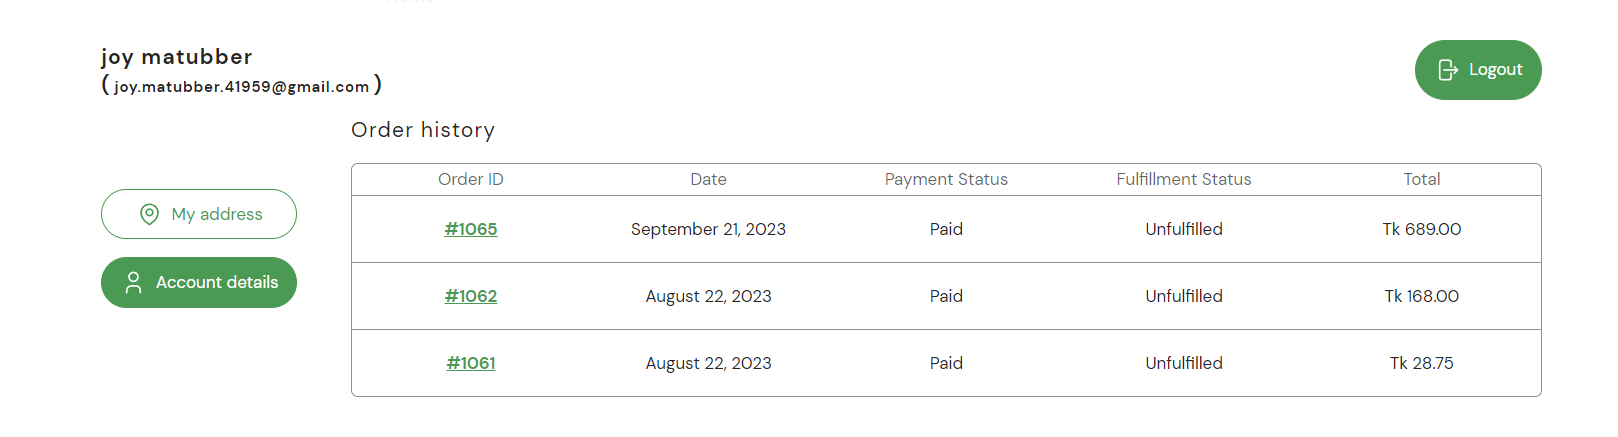 joy matubber
( joy.matubber.41959@gmail.com )
Logout
Order history
My address
Account details
Order ID Date Payment Status Fulfillment Status Total
#1065 September 21, 2023 Paid Unfulfilled Tk 689.00
#1062 August 22, 2023 Paid Unfulfilled Tk 168.00
#1061 August 22, 2023 Paid Unfulfilled Tk 28.75